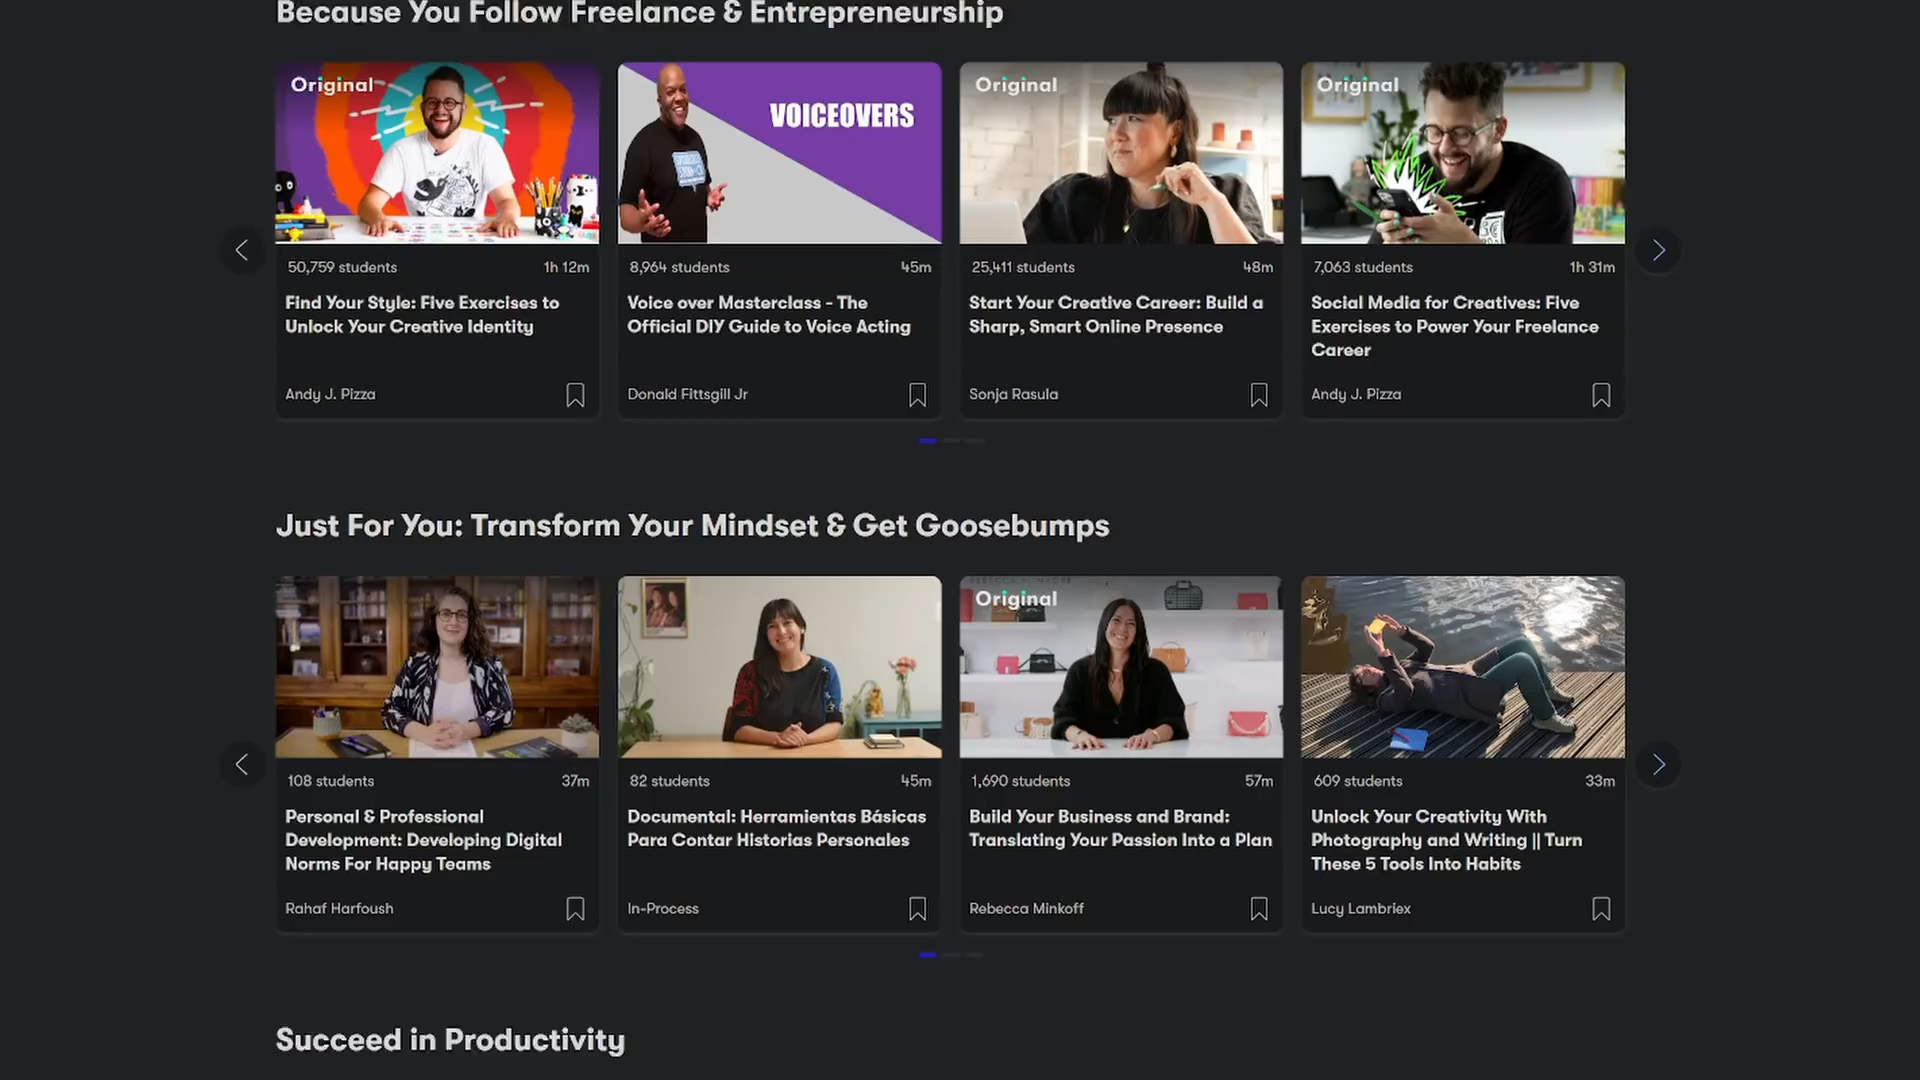 Because You Follow Freelance & Entrepreneurship
Original
VOICEOVERS
Original
Original
50,759 students 1h 12m
Find Your Style: Five Exercises to
Unlock Your Creative Identity
Andy J. Pizza
8,964 students 45m
Voice over Masterclass - The
Official DIY Guide to Voice Acting
Donald Fittsgill Jr
25,411 students 48m
Start Your Creative Career: Build a
Sharp, Smart Online Presence
Sonja Rasula
7,063 students 1h 31m
Social Media for Creatives: Five
Exercises to Power Your Freelance
Career
Andy J. Pizza
Just For You: Transform Your Mindset & Get Goosebumps
108 students 37m
Personal & Professional
Development: Developing Digital
Norms For Happy Teams
Rahaf Harfoush
82 students 45m
Documental: Herramientas Básicas
Para Contar Historias Personales
In-Process
Original
1,690 students 57m
Build Your Business and Brand:
Translating Your Passion Into a Plan
Rebecca Minkoff
609 students 33m
Unlock Your Creativity With
Photography and Writing || Turn
These 5 Tools Into Habits
Lucy Lambriex
Succeed in Productivity